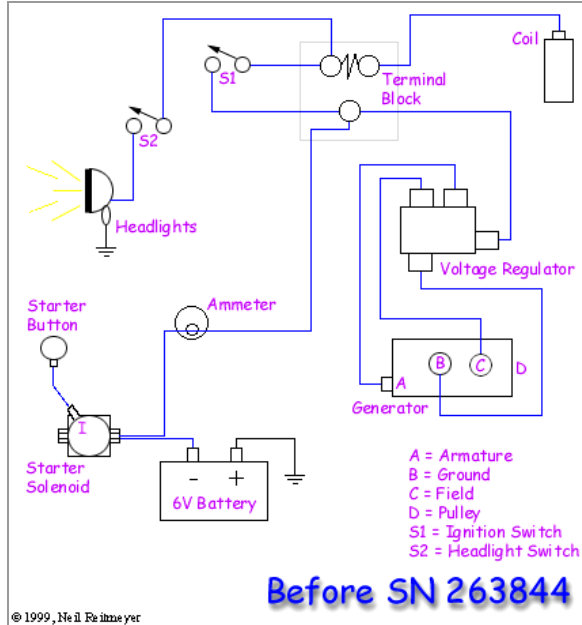 Coil
S1
Terminal
Block
S2
Headlights
Voltage Regulator
Starter
Button
Ammeter
B
C
D
A
Generator
I
Starter
Solenoid
- +
6V Battery
A = Armature
B = Ground
C = Field
D = Pulley
S1 = Ignition Switch
S2 = Headlight Switch
Before SN 263844
© 1999, Neil Reitmeyer